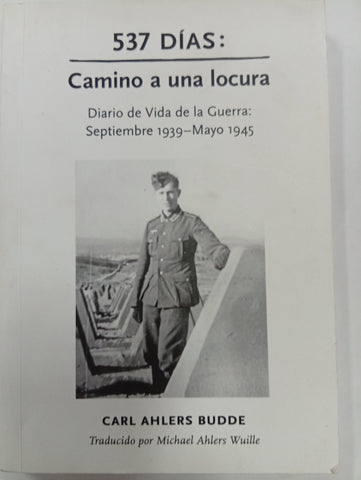 537 DÍAS:
Camino a una locura
Diario de Vida de la Guerra:
Septiembre 1939–Mayo 1945
CARL AHLERS BUDDE
Traducido por Michael Ahlers Wuille